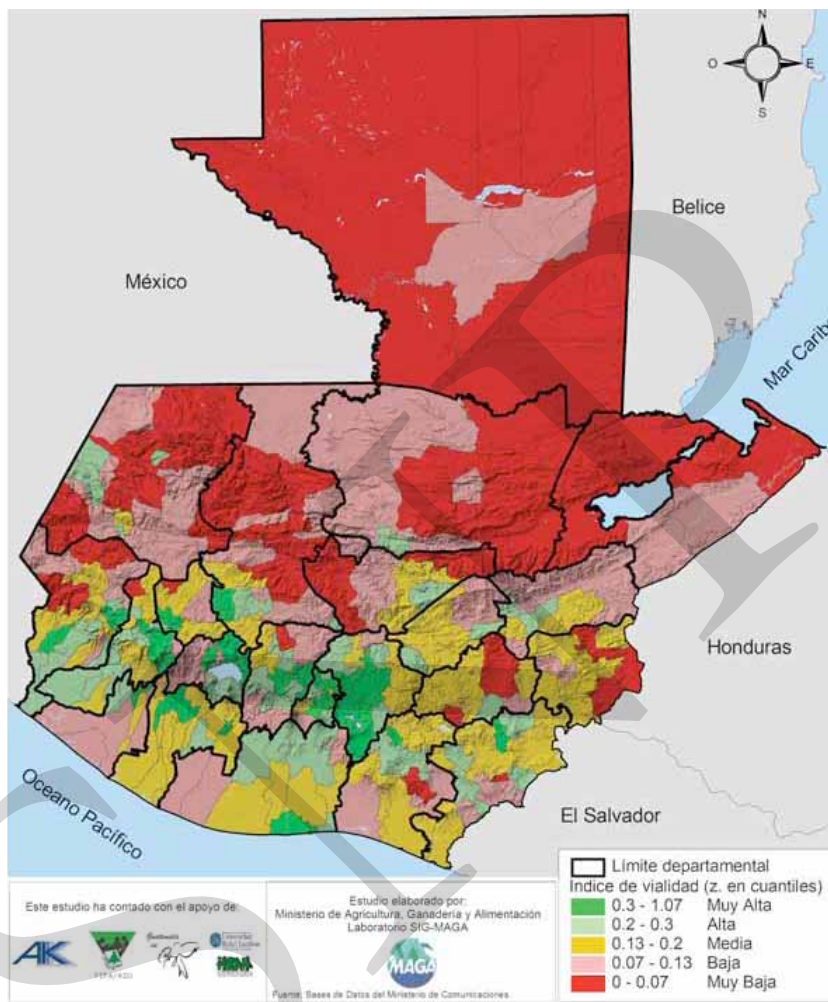 N
O
E
S
Belice
México
Mar Carib
Honduras
El Salvador
Oceano Pacífico
Límite departamental
Indice de vialidad (z. en cuantiles)
0.3 - 1.07 Muy Alta
0.2 - 0.3 Alta
0.13 - 0.2 Media
0.07 - 0.13 Baja
0 - 0.07 Muy Baja
Este estudio ha contado con el apoyo de:
AK
Estudio elaborado por:
Ministerio de Agricultura, Ganadería y Alimentación
Laboratorio SIG-MAGA
MAGA
Fuente: Bases de Datos del Ministerio de Comunicaciones.